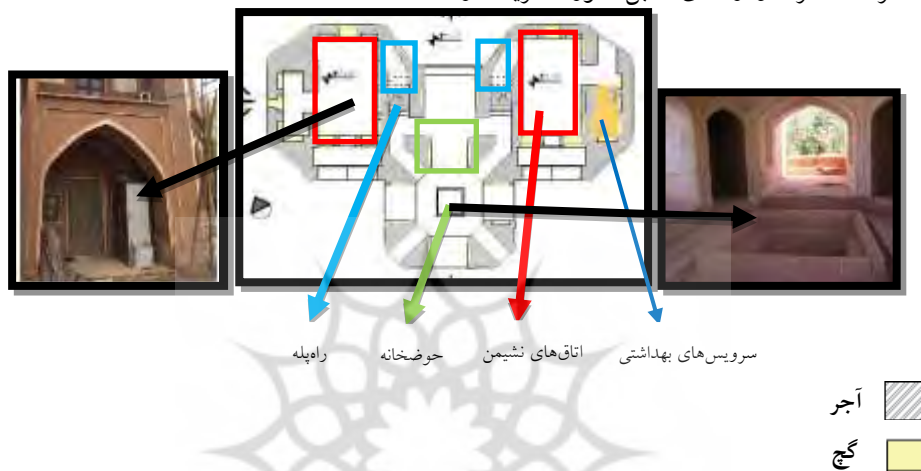 سرویس‌های بهداشتی
اتاق‌های نشیمن
حوضخانه
راه‌پله
آجر
گچ